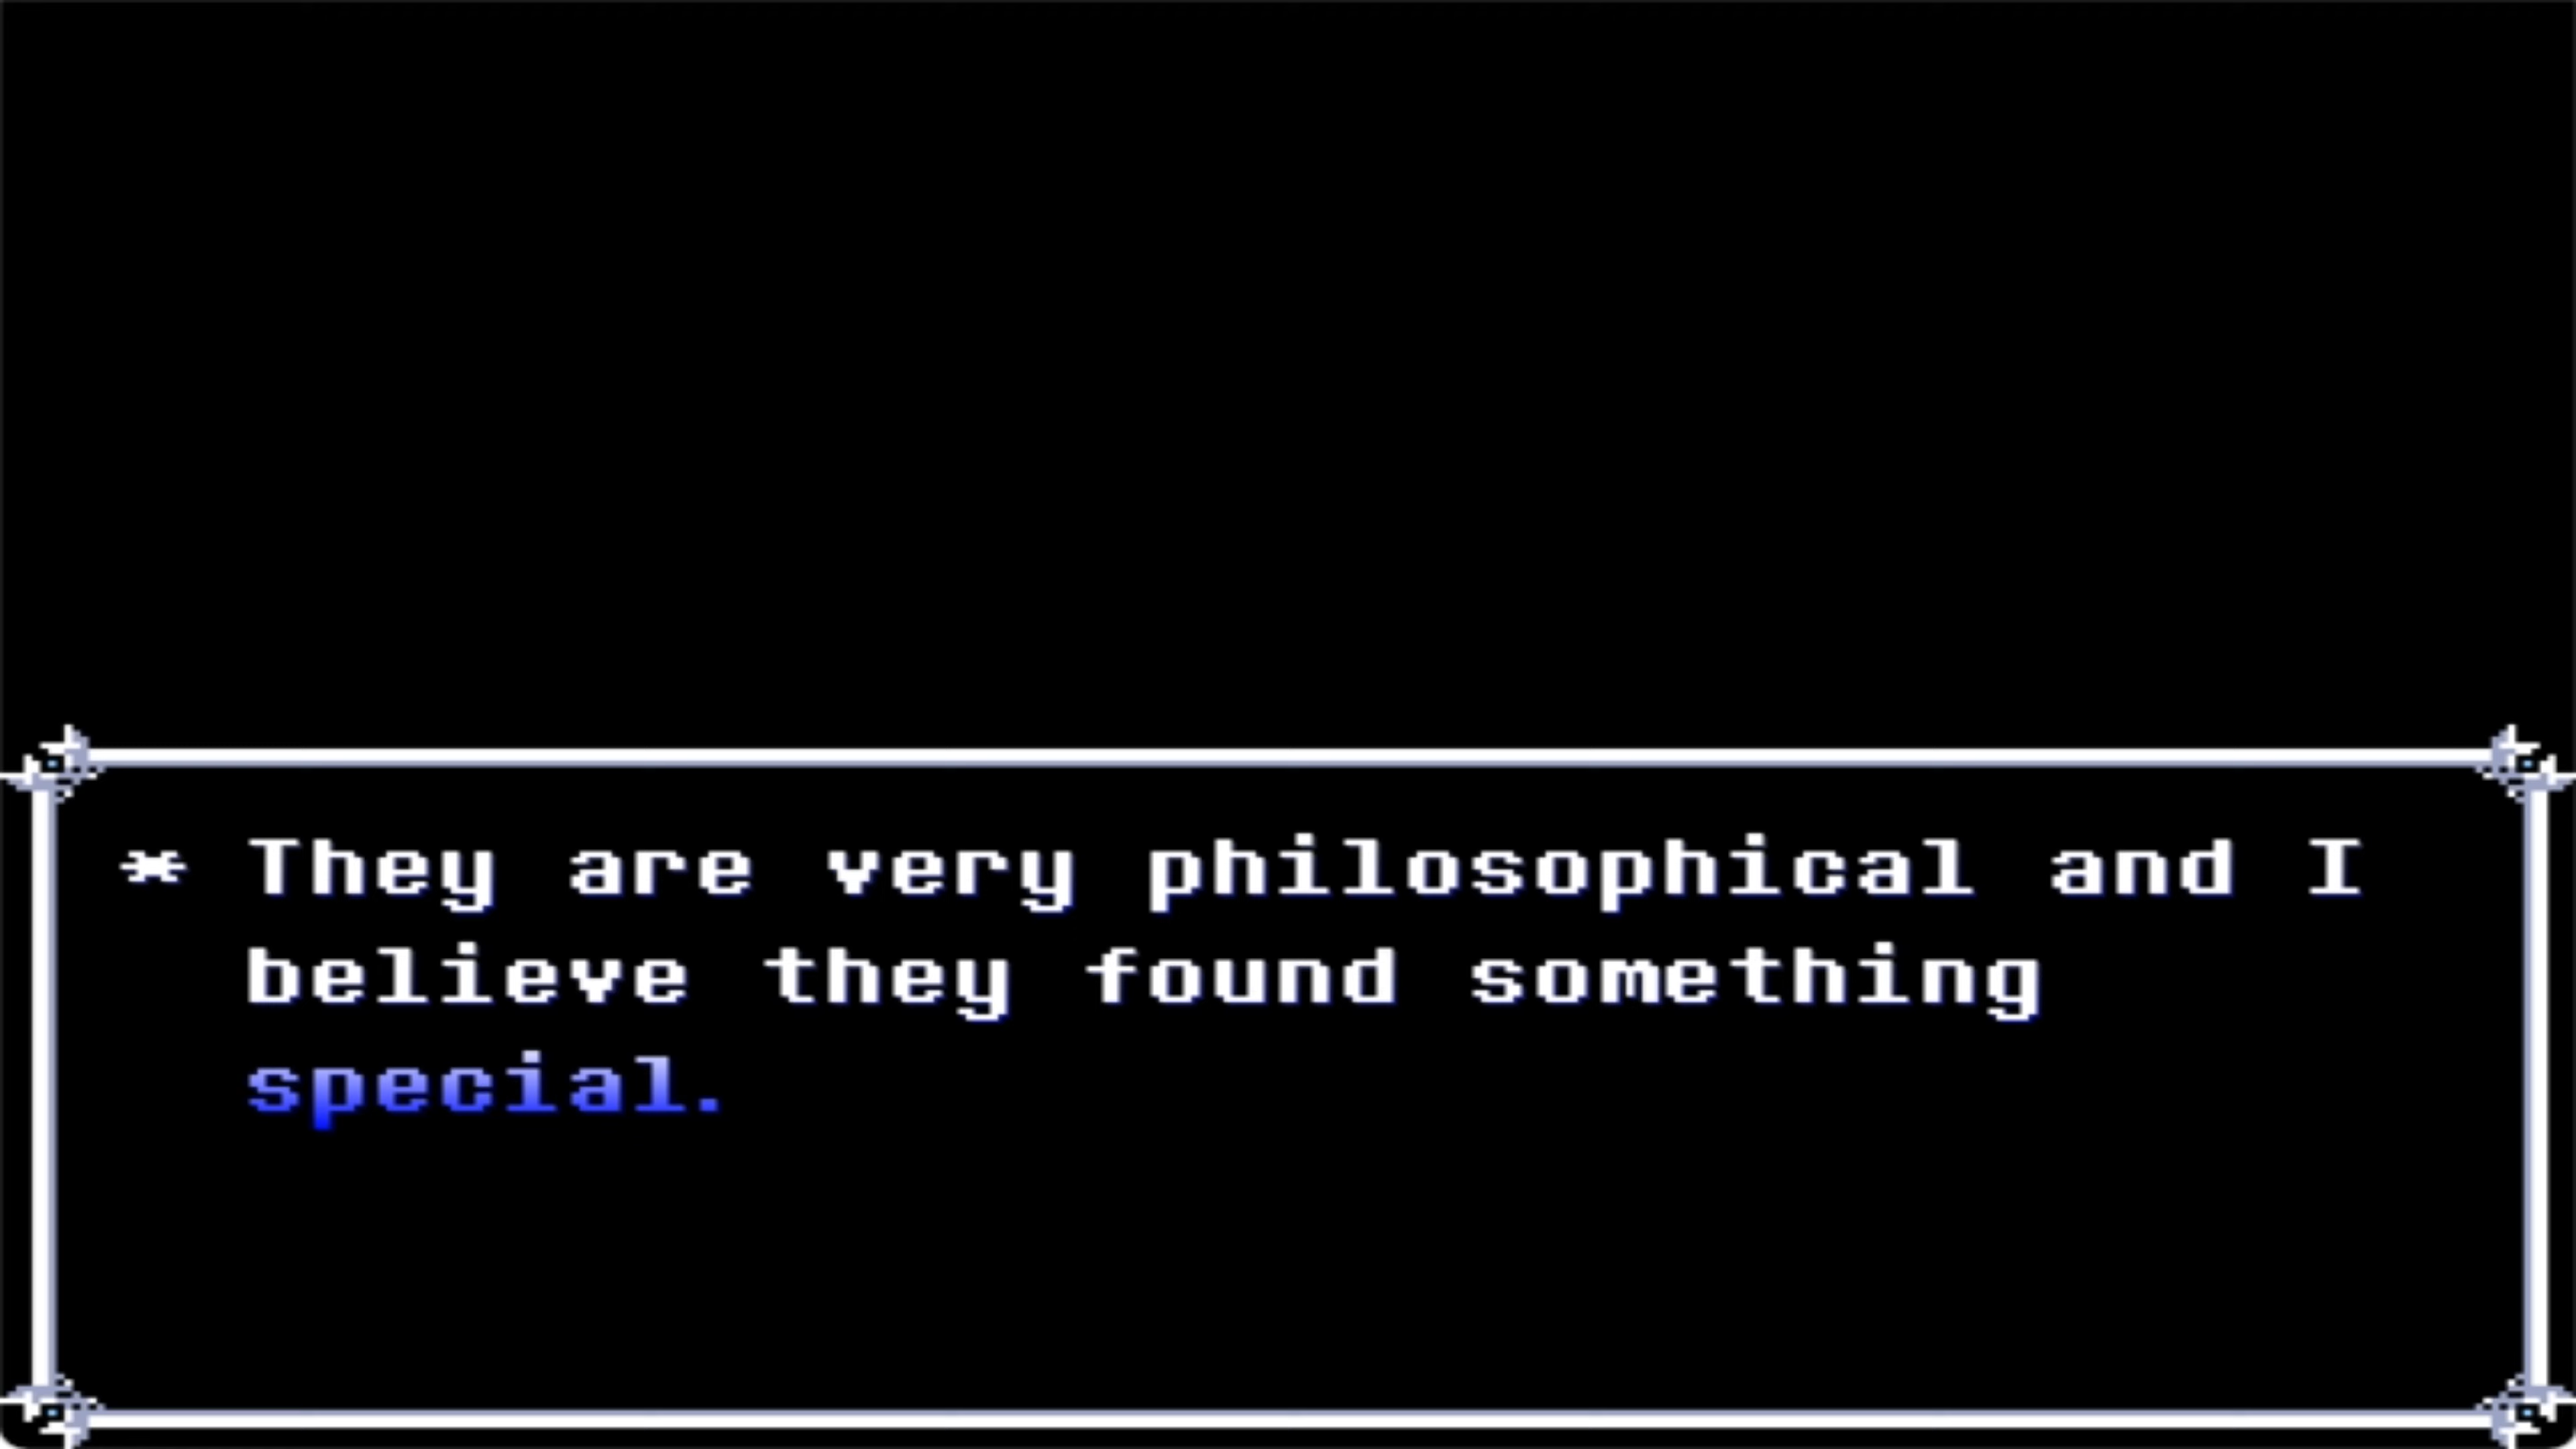 * They are very philosophical and I
believe they found something
special.